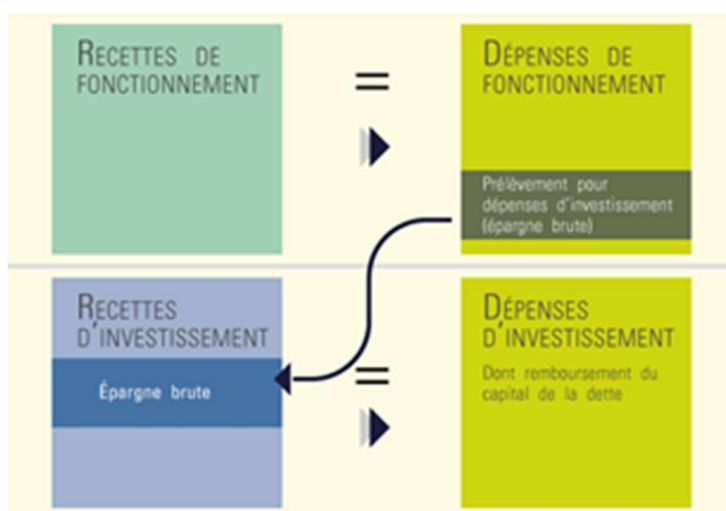 RECETTES DE
FONCTIONNEMENT
=
DÉPENSES DE
FONCTIONNEMENT
Prélèvement pour
dépenses d'investissement
(épargne brute)
RECETTES
D'INVESTISSEMENT
Épargne brute
=
DÉPENSES
D'INVESTISSEMENT
Dont remboursement du
capital de la dette